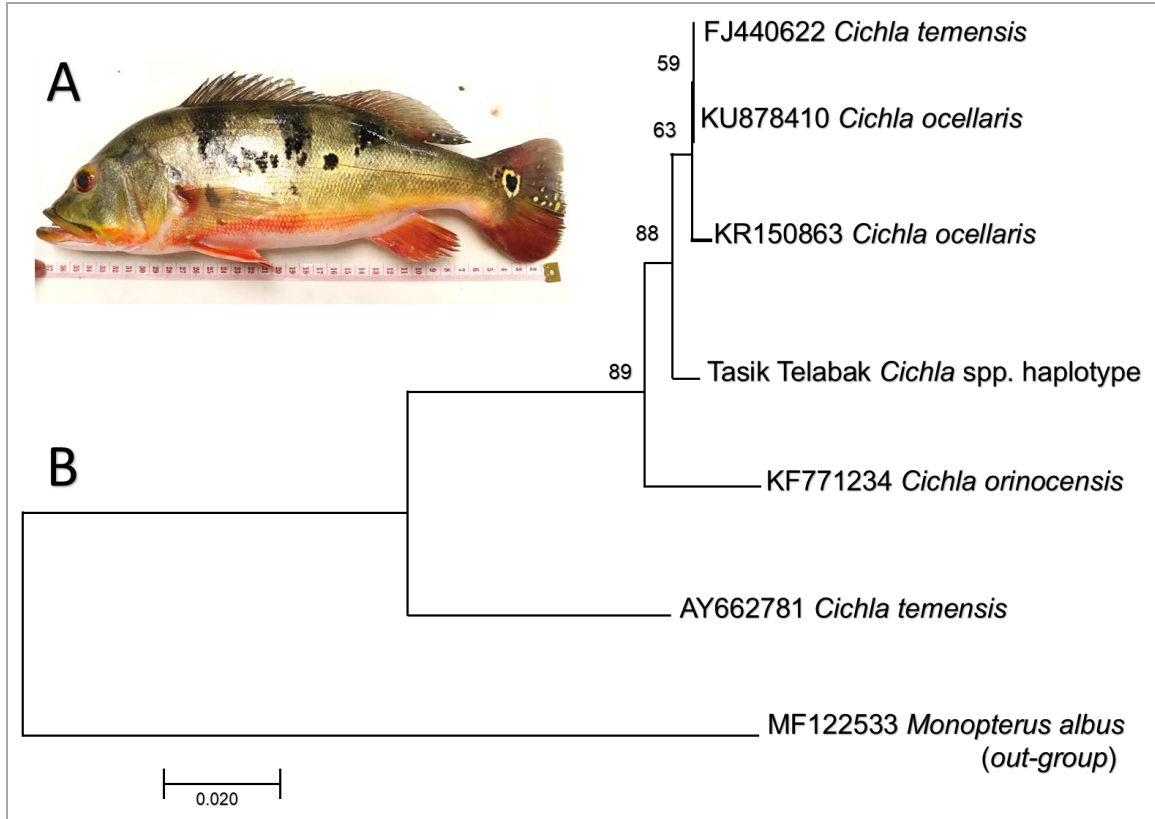 A
B
FJ440622 Cichla temensis
59
KU878410 Cichla ocellaris
63
KR150863 Cichla ocellaris
88
Tasik Telabak Cichla spp. haplotype
89
KF771234 Cichla orinocensis
AY662781 Cichla temensis
MF122533 Monopterus albus
(out-group)
0.020